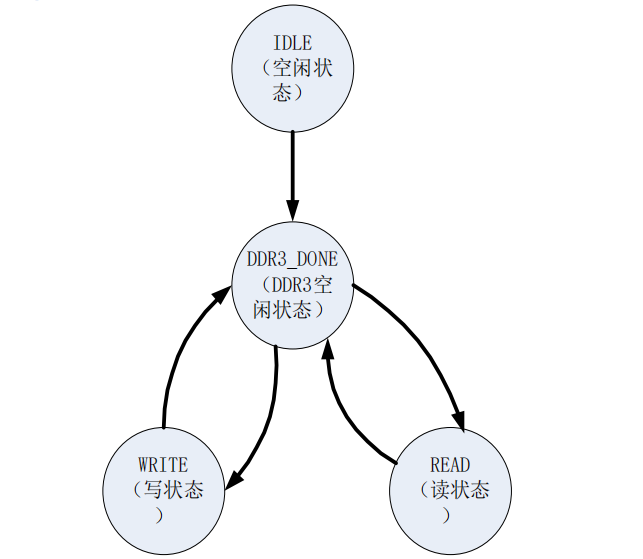 IDLE
（空闲状
态）
DDR3_DONE
（DDR3空
闲状态）
WRITE
（写状态
）
READ
（读状态
）